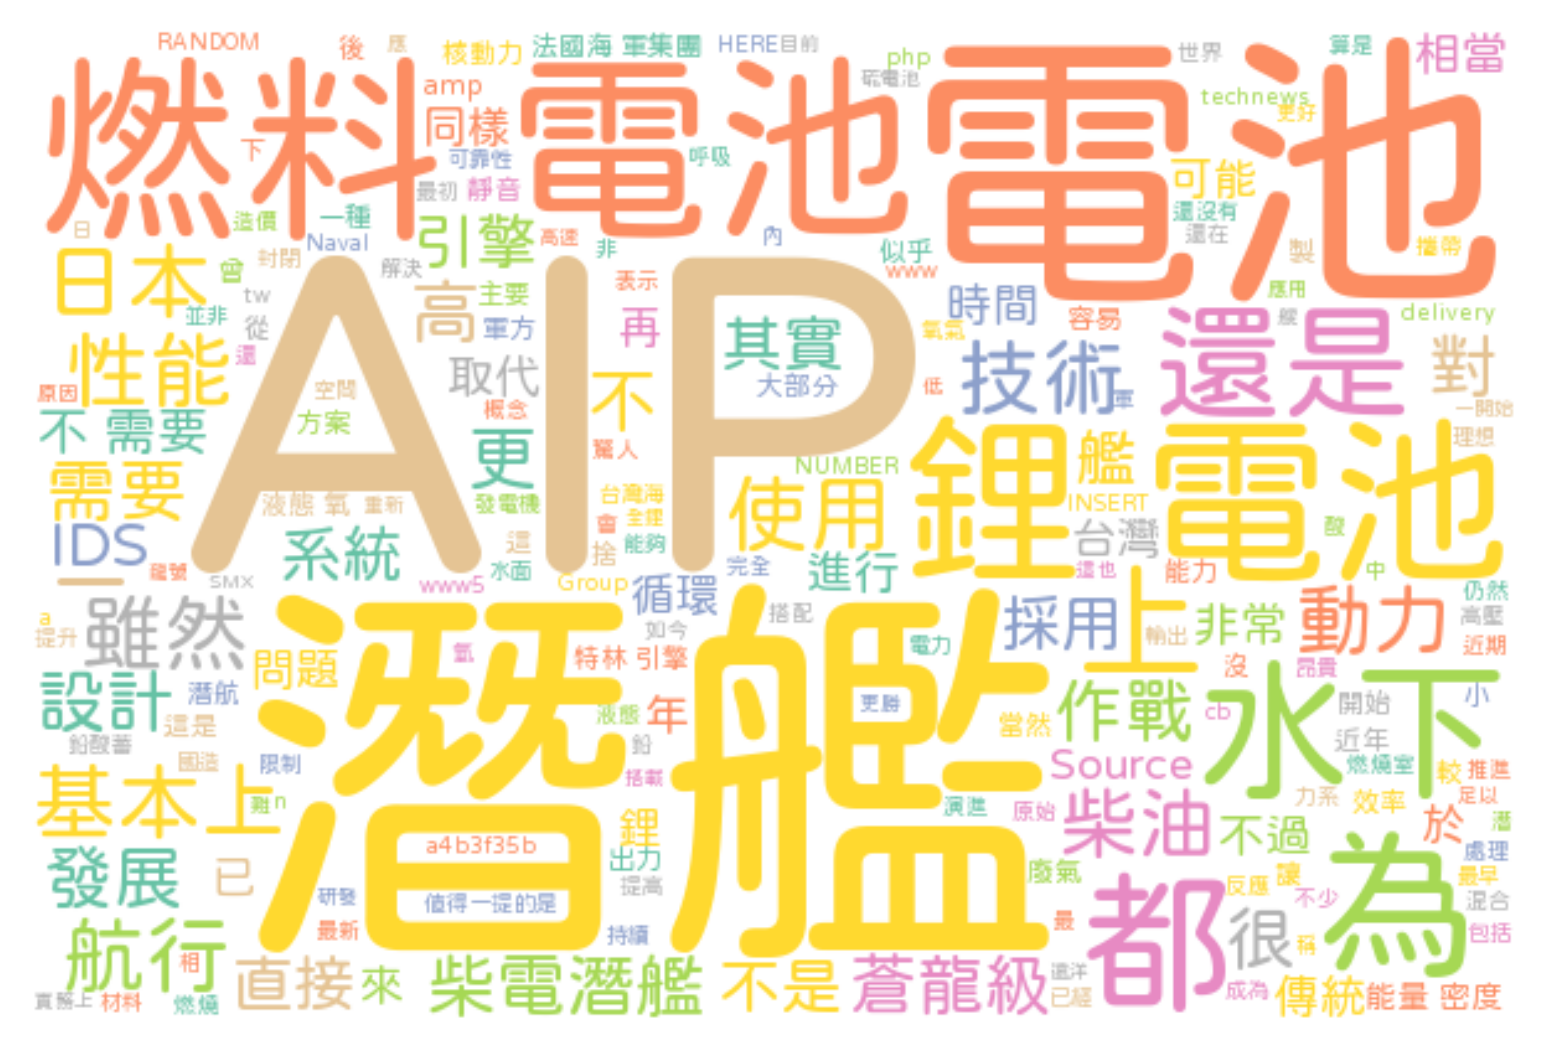 RANDOM
後
應
核動力
法國海 軍集團
HERE
目前
php
硫電池
世界
算是
相當
燃料電池
電池
amp
同樣
下
可靠性
呼吸
最初
靜音
technews
更好
可能
還沒有
還在
造價
一種
日
Naval
引擎
高速
非
內
似乎
www
製
攜帶
日本
曾
封閉
解決
tw
並非
從
還
AIP
高
主要
軍方
表示
再
其實
大部分
氧氣
時間
容易
應用
艘
delivery
性能
原因
空間
方案
取代
概念
不
低
技術
軍
還是
對
一開始
理想
不 需要
更
驚人
NUMBER
鋰
艦
電池
需要
液態 氧
重新
發電機
台灣海
全鋰
使用
INSERT
台灣
酸
IDS
系統
這
會
捨
能夠
水面
完全
進行
這也
能力
中
龍號
SMX
www5
Group
循環
搭配
採用
上
輸出
非常
動力
仍然
高壓
近期
a
提升
雖然
問題
氫
如今
特林 引擎
潛艦
電力
沒
昂貴
設計
潛航
這是
鉛酸蓄
液態
年
鉛
更勝
當然
作戰
cb
水下
開始
小
近年
國造
限制
搭載
Source
燃燒室
較
推進
足以
基本上
難
n
鋰
演進
原始
柴油
力系
效率
不過
於
潛
處理
發展
已
a4b3f35b
出力
提高
廢氣
反應
讓
最早
為
研發
值得一提的是
最
都
不少
混合
航行
最新
持續
很
稱
包括
相
直接
來
柴電潛艦
不是
蒼龍級
遠洋
已經
成為
傳統
能量 密度
實務上
材料
燃燒